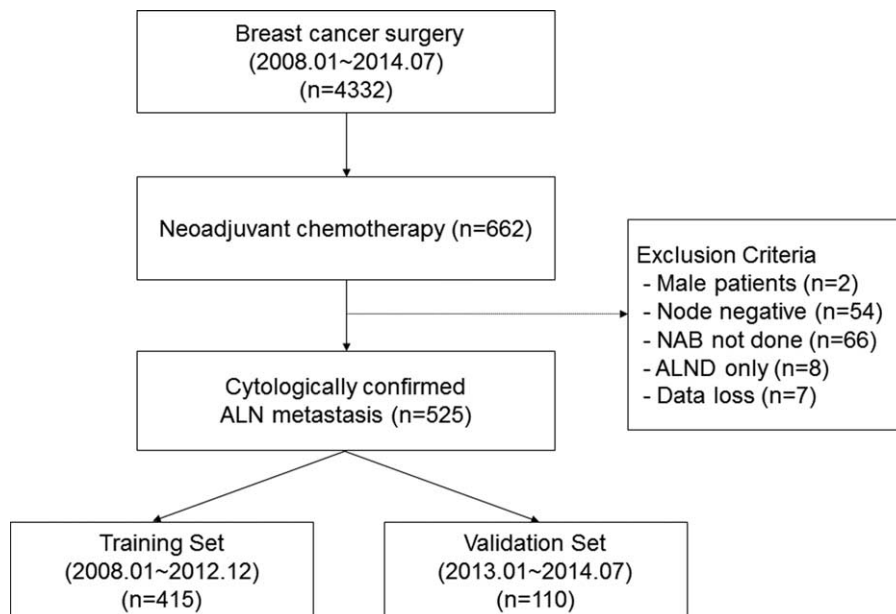 Breast cancer surgery
(2008.01~2014.07)
(n=4332)
Neoadjuvant chemotherapy (n=662)
Exclusion Criteria
- Male patients (n=2)
- Node negative (n=54)
- NAB not done (n=66)
- ALND only (n=8)
- Data loss (n=7)
Cytologically confirmed
ALN metastasis (n=525)
Training Set
(2008.01~2012.12)
(n=415)
Validation Set
(2013.01~2014.07)
(n=110)